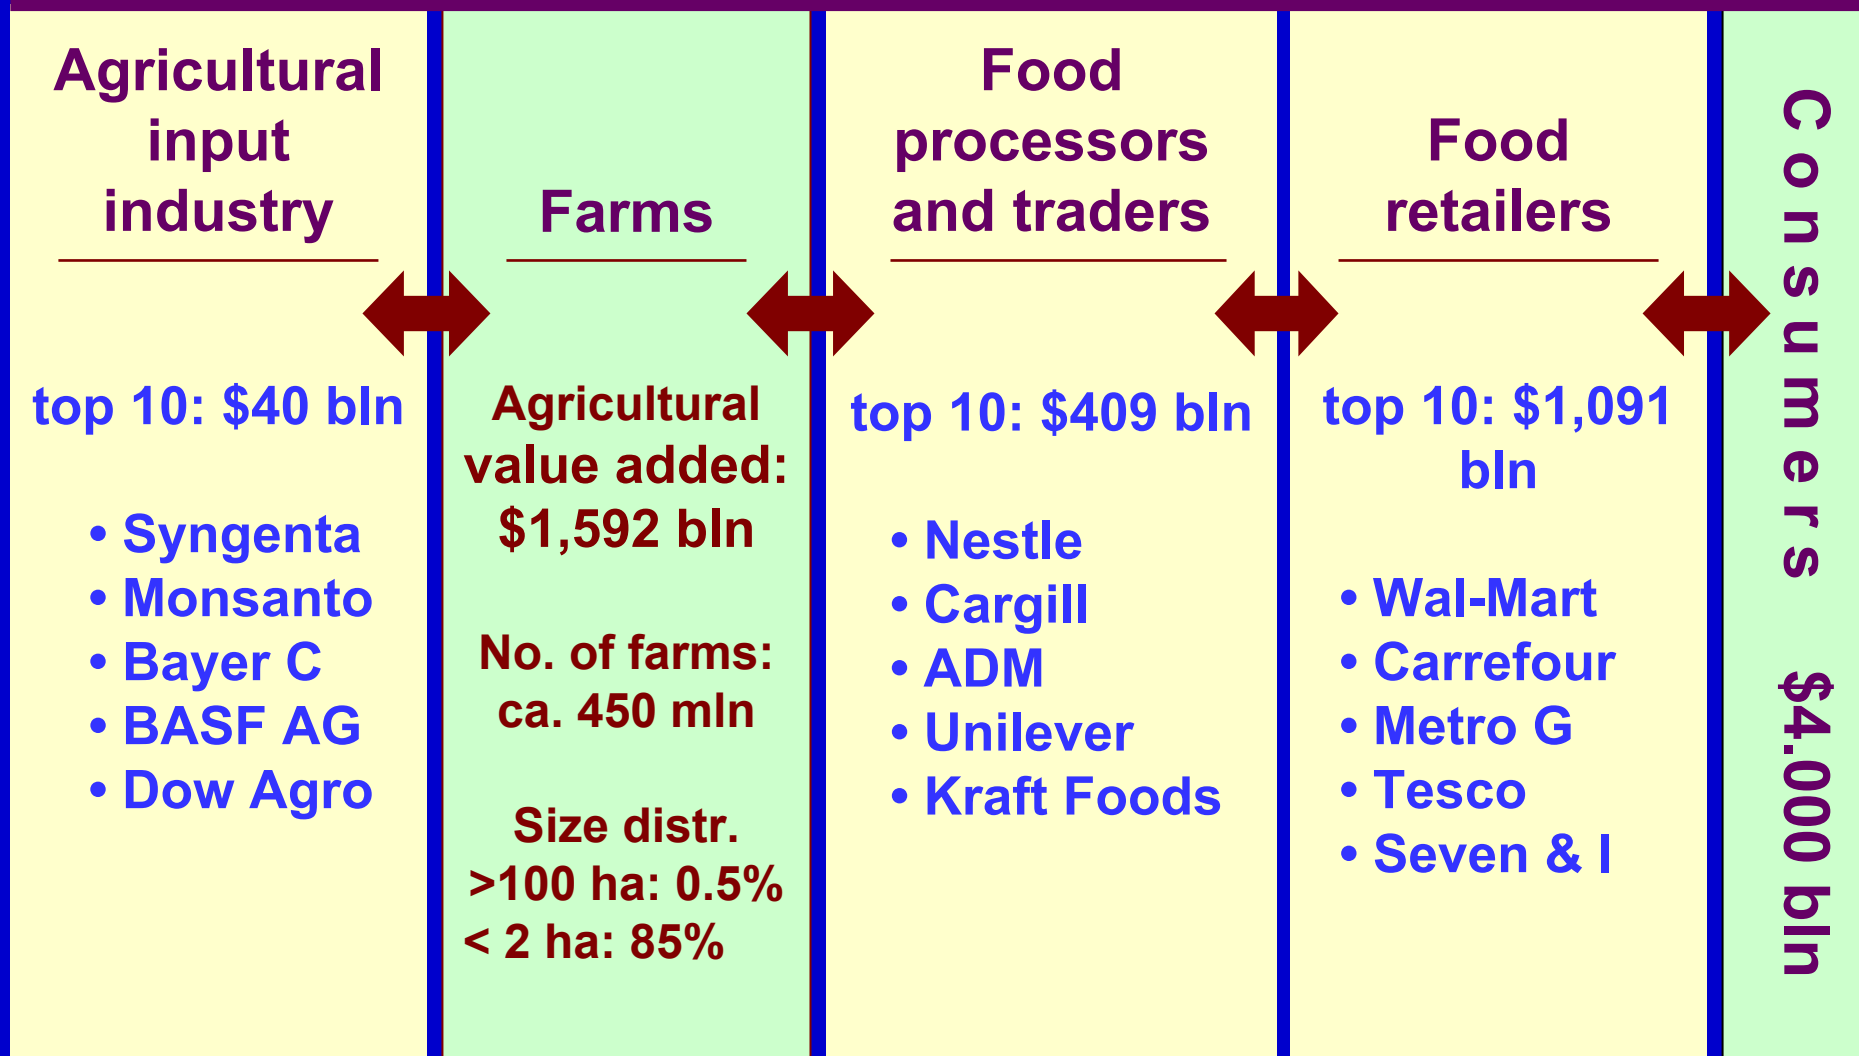 Agricultural
input
industry
top 10: $40 bln
• Syngenta
• Monsanto
• Bayer C
• BASF AG
• Dow Agro
Farms
Agricultural
value added:
$1,592 bln
No. of farms:
ca. 450 mln
Size distr.
>100 ha: 0.5%
< 2 ha: 85%
Food
processors
and traders
top 10: $409 bln
• Nestle
• Cargill
• ADM
• Unilever
• Kraft Foods
Food
retailers
top 10: $1,091
bln
• Wal-Mart
• Carrefour
• Metro G
• Tesco
• Seven & I
Consumers $4.000 bln